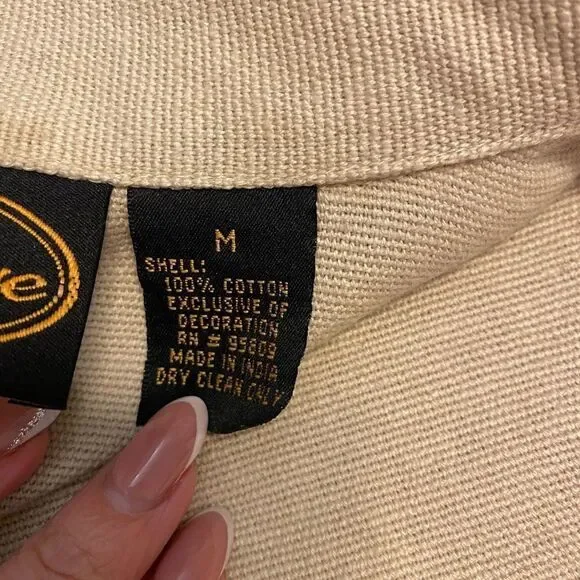 M
SHELL:
100% COTTON
EXCLUSIVE OF
DECORATION
RN # 95809
MADE IN INDIA
DRY CLEAN ONLY